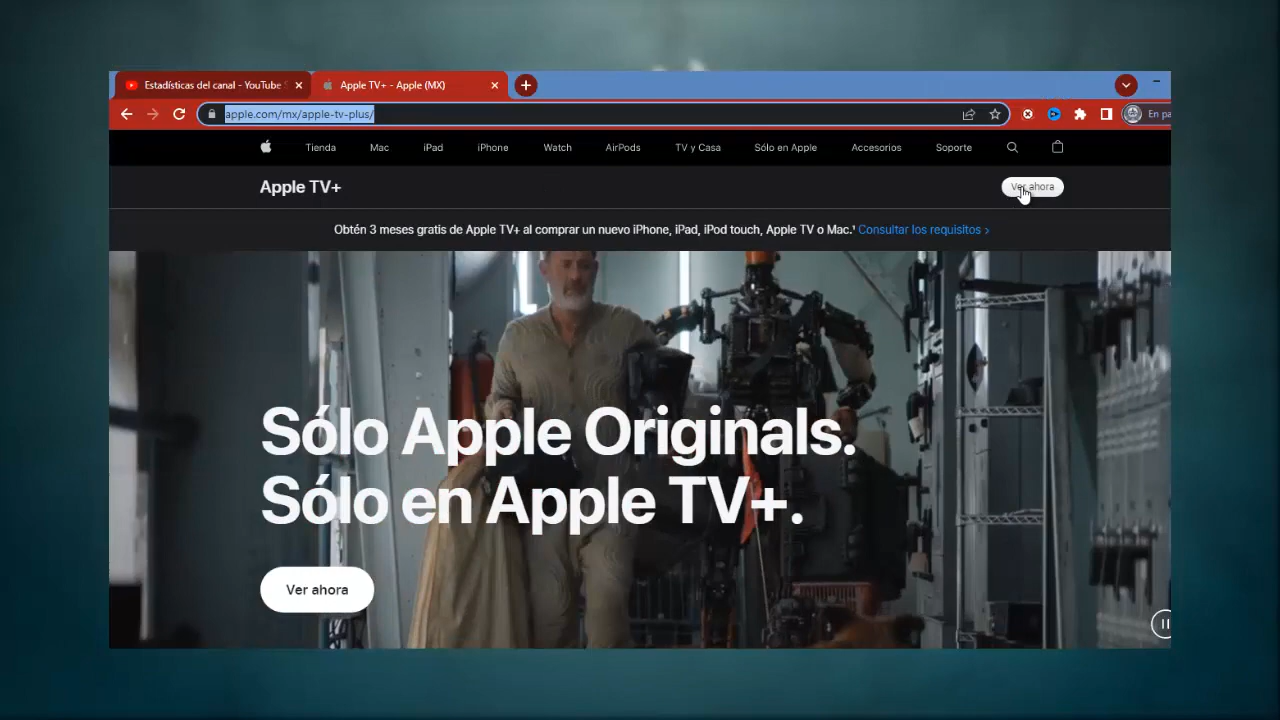 Estadísticas del canal - YouTube S
Apple TV+ - Apple (MX)
apple.com/mx/apple-tv-plus/
En pa
Tienda Mac iPad iPhone Watch AirPods TV y Casa Sólo en Apple Accesorios Soporte
Apple TV+
Ver ahora
Obtén 3 meses gratis de Apple TV+ al comprar un nuevo iPhone, iPad, iPod touch, Apple TV o Mac.¹ Consultar los requisitos >
Sólo Apple Originals.
Sólo en Apple TV+.
Ver ahora